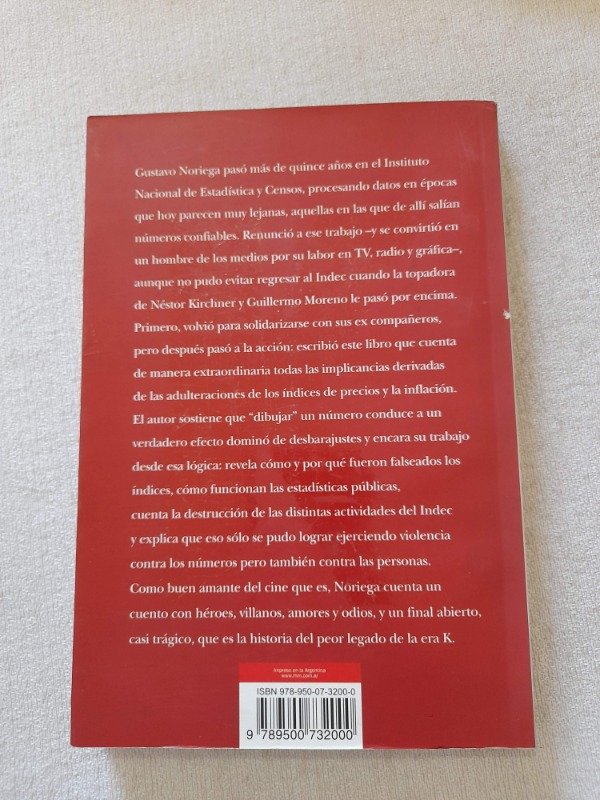 Gustavo Noriega pasó más de quince años en el Instituto
Nacional de Estadística y Censos, procesando datos en épocas
que hoy parecen muy lejanas, aquellas en las que de allí salían
números confiables. Renunció a ese trabajo –y se convirtió en
un hombre de los medios por su labor en TV, radio y gráfica–,
aunque no pudo evitar regresar al Indec cuando la topadora
de Néstor Kirchner y Guillermo Moreno le pasó por encima.
Primero, volvió para solidarizarse con sus ex compañeros,
pero después pasó a la acción: escribió este libro que cuenta
de manera extraordinaria todas las implicancias derivadas
de las adulteraciones de los índices de precios y la inflación.
El autor sostiene que “dibujar” un número conduce a un
verdadero efecto dominó de desbarajustes y encara su trabajo
desde esa lógica: revela cómo y por qué fueron falseados los
índices, cómo funcionan las estadísticas públicas,
cuenta la destrucción de las distintas actividades del Indec
y explica que eso sólo se pudo lograr ejerciendo violencia
contra los números pero también contra las personas.
Como buen amante del cine que es, Noriega cuenta un
cuento con héroes, villanos, amores y odios, y un final abierto,
casi trágico, que es la historia del peor legado de la era K.
Impreso en la Argentina
www.rhm.com.ar
ISBN 978-950-07-3200-0
9 789500 732000